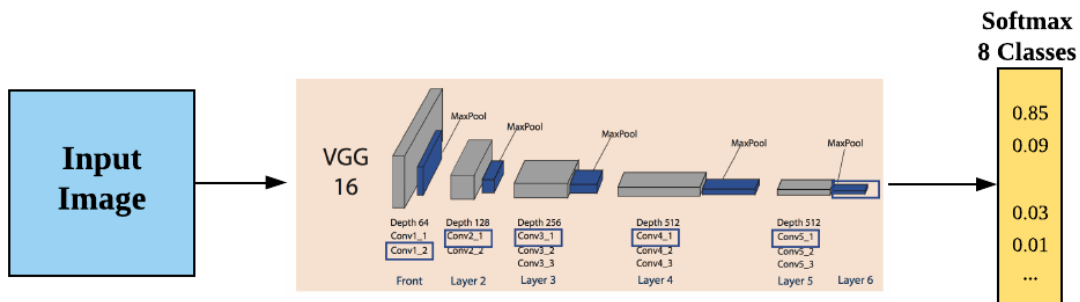 Softmax
8 Classes
Input
Image
VGG
16
MaxPool
MaxPool
MaxPool
MaxPool
MaxPool
Depth 64
Conv1_1
Conv1_2
Front
Depth 128
Conv2_1
Conv2_2
Layer 2
Depth 256
Conv3_1
Conv3_2
Conv3_3
Layer 3
Depth 512
Conv4_1
Conv4_2
Conv4_3
Layer 4
Depth 512
Conv5_1
Conv5_2
Conv5_3
Layer 5
Layer 6
0.85
0.09
0.03
0.01
...